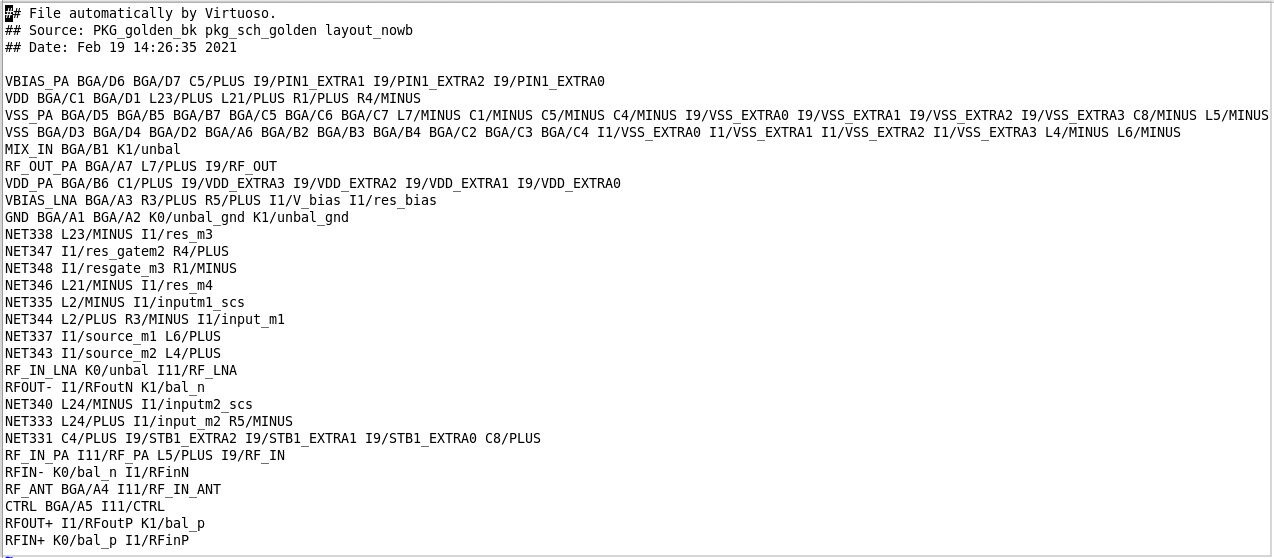 ## File automatically by Virtuoso.
## Source: PKG_golden_bk pkg_sch_golden layout_nowb
## Date: Feb 19 14:26:35 2021
VBIAS_PA BGA/D6 BGA/D7 C5/PLUS I9/PIN1_EXTRA1 I9/PIN1_EXTRA2 I9/PIN1_EXTRA0
VDD BGA/C1 BGA/D1 L23/PLUS L21/PLUS R1/PLUS R4/MINUS
VSS_PA BGA/D5 BGA/B5 BGA/B7 BGA/C5 BGA/C6 BGA/C7 L7/MINUS C1/MINUS C5/MINUS C4/MINUS I9/VSS_EXTRA0 I9/VSS_EXTRA1 I9/VSS_EXTRA2 I9/VSS_EXTRA3 C8/MINUS L5/MINUS
VSS BGA/D3 BGA/D4 BGA/D2 BGA/A6 BGA/B2 BGA/B3 BGA/B4 BGA/C2 BGA/C3 BGA/C4 I1/VSS_EXTRA0 I1/VSS_EXTRA1 I1/VSS_EXTRA2 I1/VSS_EXTRA3 L4/MINUS L6/MINUS
MIX_IN BGA/B1 K1/unbal
RF_OUT_PA BGA/A7 L7/PLUS I9/RF_OUT
VDD_PA BGA/B6 C1/PLUS I9/VDD_EXTRA3 I9/VDD_EXTRA2 I9/VDD_EXTRA1 I9/VDD_EXTRA0
VBIAS_LNA BGA/A3 R3/PLUS R5/PLUS I1/V_bias I1/res_bias
GND BGA/A1 BGA/A2 K0/unbal_gnd K1/unbal_gnd
NET338 L23/MINUS I1/res_m3
NET347 I1/res_gatem2 R4/PLUS
NET348 I1/resgate_m3 R1/MINUS
NET346 L21/MINUS I1/res_m4
NET335 L2/MINUS I1/inputm1_scs
NET344 L2/PLUS R3/MINUS I1/input_m1
NET337 I1/source_m1 L6/PLUS
NET343 I1/source_m2 L4/PLUS
RF_IN_LNA K0/unbal I11/RF_LNA
RFOUT- I1/RFoutN K1/bal_n
NET340 L24/MINUS I1/inputm2_scs
NET333 L24/PLUS I1/input_m2 R5/MINUS
NET331 C4/PLUS I9/STB1_EXTRA2 I9/STB1_EXTRA1 I9/STB1_EXTRA0 C8/PLUS
RF_IN_PA I11/RF_PA L5/PLUS I9/RF_IN
RFIN- K0/bal_n I1/RFinN
RF_ANT BGA/A4 I11/RF_IN_ANT
CTRL BGA/A5 I11/CTRL
RFOUT+ I1/RFoutP K1/bal_p
RFIN+ K0/bal_p I1/RFinP